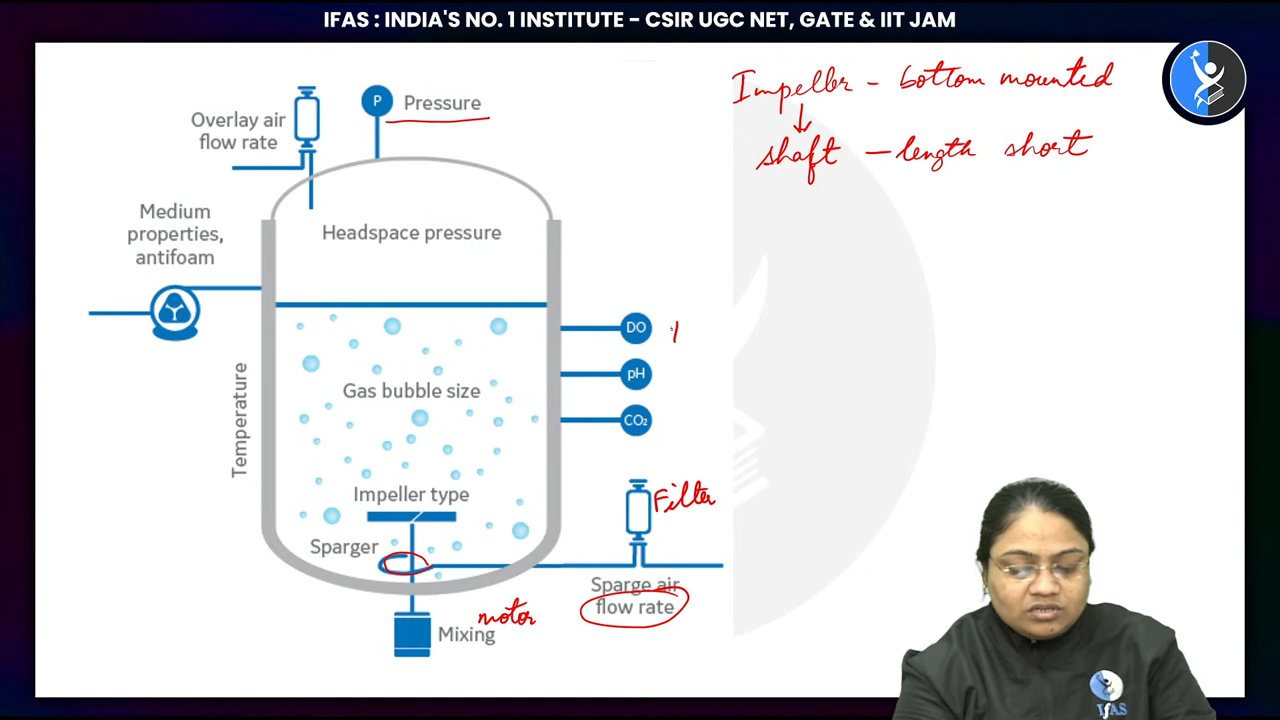 IFAS : INDIA'S NO. 1 INSTITUTE - CSIR UGC NET, GATE & IIT JAM
Impeller - bottom mounted
shaft - length short
P Pressure
Overlay air
flow rate
Medium
properties,
antifoam
Headspace pressure
DO
pH
CO₂
Gas bubble size
Temperature
Impeller type
Filter
Sparger
Sparge air
flow rate
motor
Mixing
IFAS